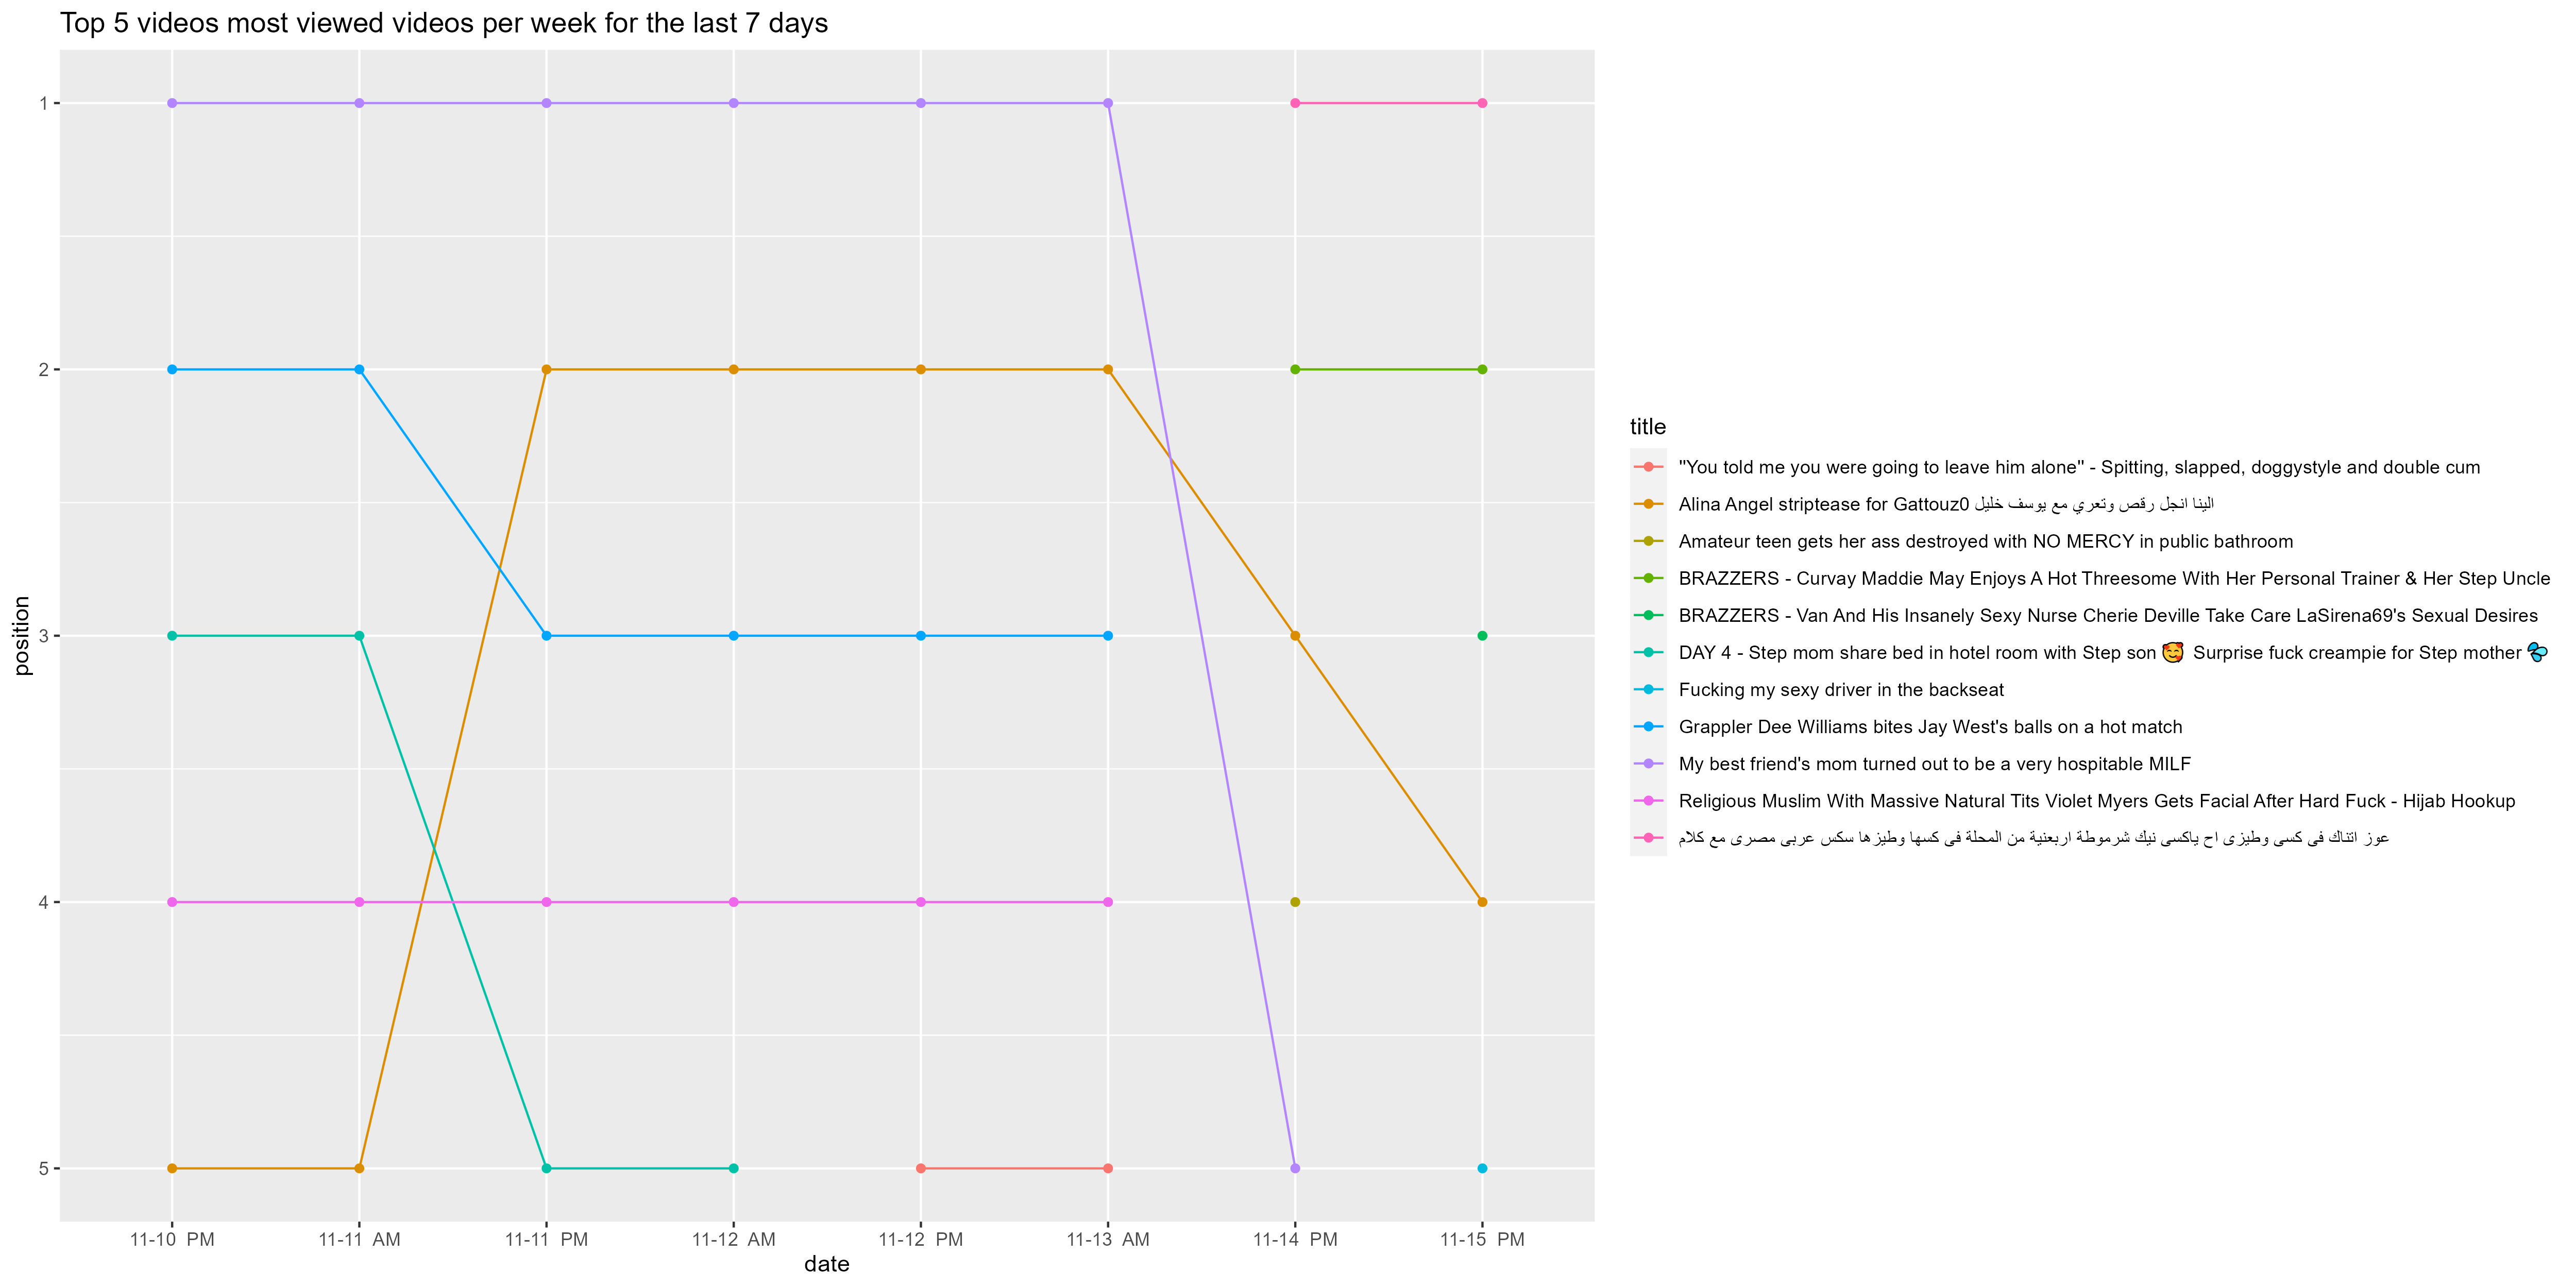 Top 5 videos most viewed videos per week for the last 7 days
1
2
3
4
5
position
11-10 PM
11-11 AM
11-11 PM
11-12 AM
11-12 PM
11-13 AM
11-14 PM
11-15 PM
date
title
"You told me you were going to leave him alone" - Spitting, slapped, doggystyle and double cum
Alina Angel striptease for Gattouz0 الينا انجل رقص وتعري مع يوسف خليل
Amateur teen gets her ass destroyed with NO MERCY in public bathroom
BRAZZERS - Curvay Maddie May Enjoys A Hot Threesome With Her Personal Trainer & Her Step Uncle
BRAZZERS - Van And His Insanely Sexy Nurse Cherie Deville Take Care LaSirena69's Sexual Desires
DAY 4 - Step mom share bed in hotel room with Step son 🥰 Surprise fuck creampie for Step mother 💦
Fucking my sexy driver in the backseat
Grappler Dee Williams bites Jay West's balls on a hot match
My best friend's mom turned out to be a very hospitable MILF
Religious Muslim With Massive Natural Tits Violet Myers Gets Facial After Hard Fuck - Hijab Hookup
عوز اتناك فى كسى وطيزى اح ياكسى نيك شرموطة اربعنية من المحلة فى كسها وطيزها سكس عربى مصرى مع كلام